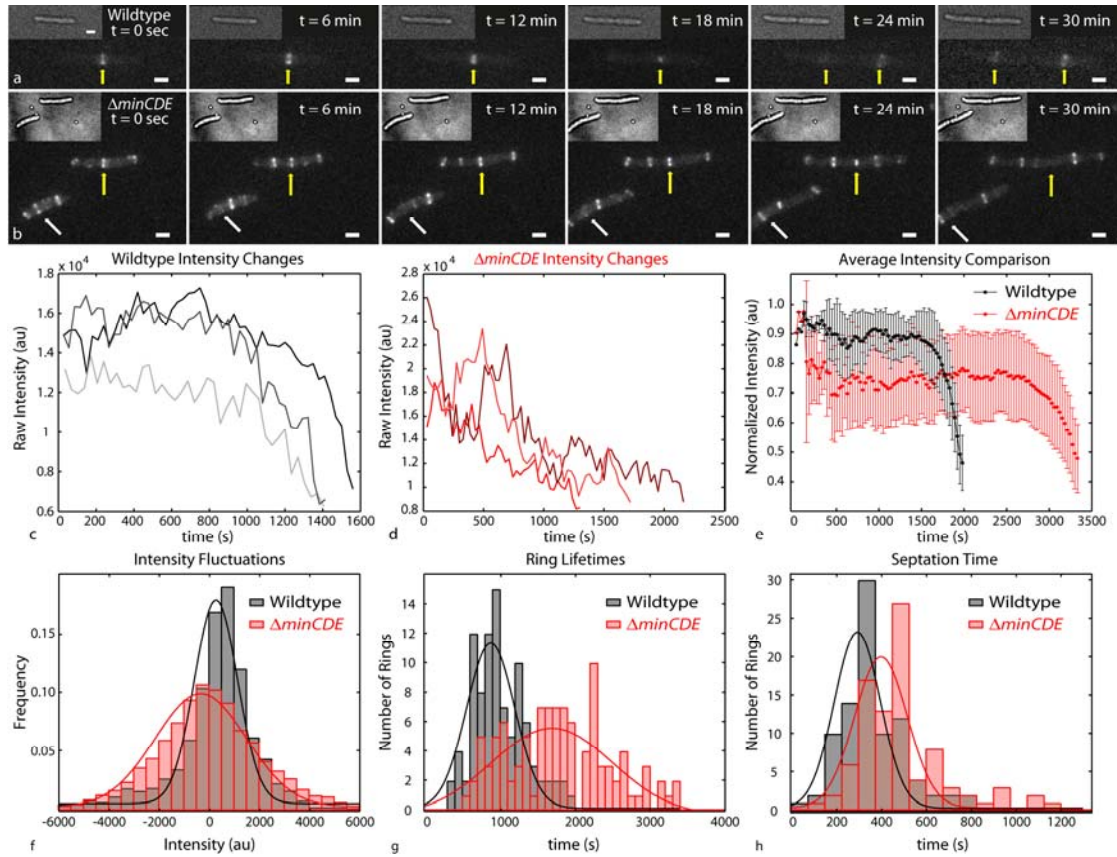 Wildtype
t = 0 sec
t = 6 min
t = 12 min
t = 18 min
t = 24 min
t = 30 min
a
ΔminCDE
t = 0 sec
t = 6 min
t = 12 min
t = 18 min
t = 24 min
t = 30 min
b
Wildtype Intensity Changes
x 10⁴
Raw Intensity (au)
1.8
1.6
1.4
1.2
1.0
0.8
0.6
0 200 400 600 800 1000 1200 1400 1600
c time (s)
ΔminCDE Intensity Changes
x 10⁴
Raw Intensity (au)
2.8
2.6
2.4
2.2
2.0
1.8
1.6
1.4
1.2
1.0
0.8
0 500 1000 1500 2000 2500
d time (s)
Average Intensity Comparison
Wildtype
ΔminCDE
Normalized Intensity (au)
1.0
0.9
0.8
0.7
0.6
0.5
0.4
0 500 1000 1500 2000 2500 3000 3500
e time (s)
Intensity Fluctuations
Wildtype
ΔminCDE
Frequency
0.15
0.10
0.05
-6000 -4000 -2000 0 2000 4000 6000
f Intensity (au)
Ring Lifetimes
Wildtype
ΔminCDE
Number of Rings
14
12
10
8
6
4
2
0
0 1000 2000 3000 4000
g time (s)
Septation Time
Wildtype
ΔminCDE
Number of Rings
30
25
20
15
10
5
0
0 200 400 600 800 1000 1200
h time (s)